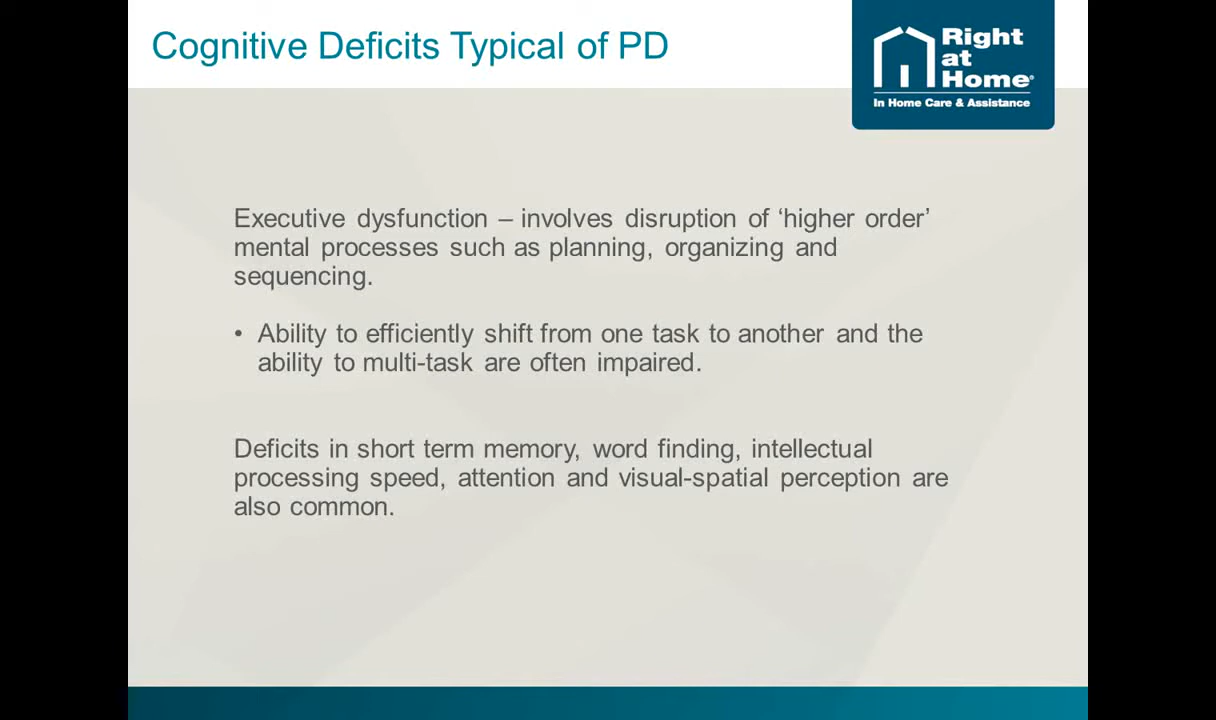 Cognitive Deficits Typical of PD
Right
at
Home®
In Home Care & Assistance
Executive dysfunction – involves disruption of ‘higher order’
mental processes such as planning, organizing and
sequencing.
• Ability to efficiently shift from one task to another and the
ability to multi-task are often impaired.
Deficits in short term memory, word finding, intellectual
processing speed, attention and visual-spatial perception are
also common.